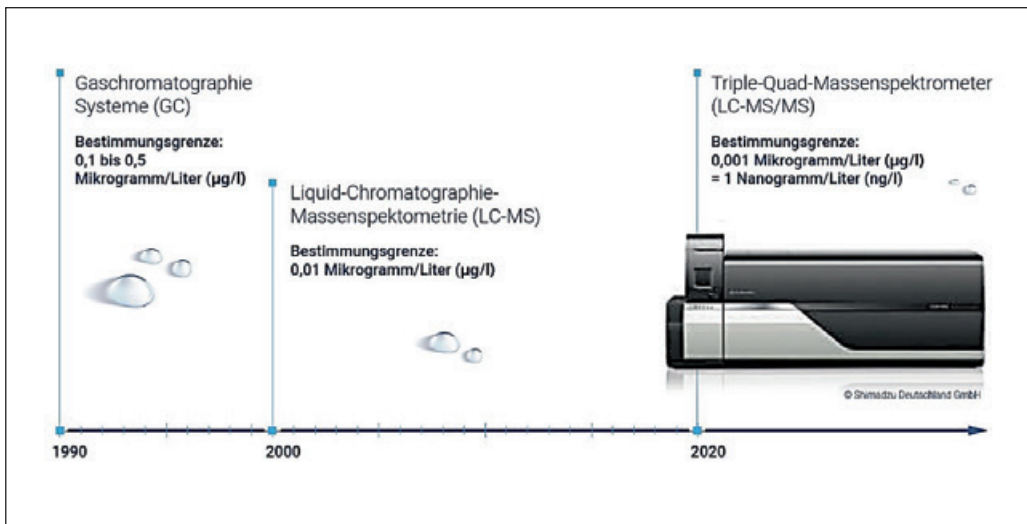 Gaschromatographie
Systeme (GC)
Bestimmungsgrenze:
0,1 bis 0,5
Mikrogramm/Liter (µg/l)
Liquid-Chromatographie-
Massenspektometrie (LC-MS)
Bestimmungsgrenze:
0,01 Mikrogramm/Liter (µg/l)
Triple-Quad-Massenspektrometer
(LC-MS/MS)
Bestimmungsgrenze:
0,001 Mikrogramm/Liter (µg/l)
= 1 Nanogramm/Liter (ng/l)
© Shimadzu Deutschland GmbH
1990
2000
2020